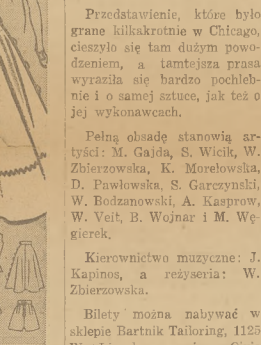 Przedstawienie, które było
grane kilkakrotnie w Chicago,
cieszyło się tam dużym powo-
dzeniem, a tamtejsza prasa
wyraziła się bardzo pochleb-
nie i o samej sztuce, jak też o
jej wykonawcach.
Pełną obsadę stanowią ar-
tyści: M. Gajda, S. Wicik, W.
Zbierzowska, K. Morełowska,
D. Pawłowska, S. Garczynski,
W. Bodzanowski, A. Kasprow,
W. Veit, B. Wojnar i M. Wę-
gierek.
Kierownictwo muzyczne: J.
Kapinos, a reżyseria: W.
Zbierzowska.
Bilety można nabywać w
sklepie Bartnik Tailoring, 1125